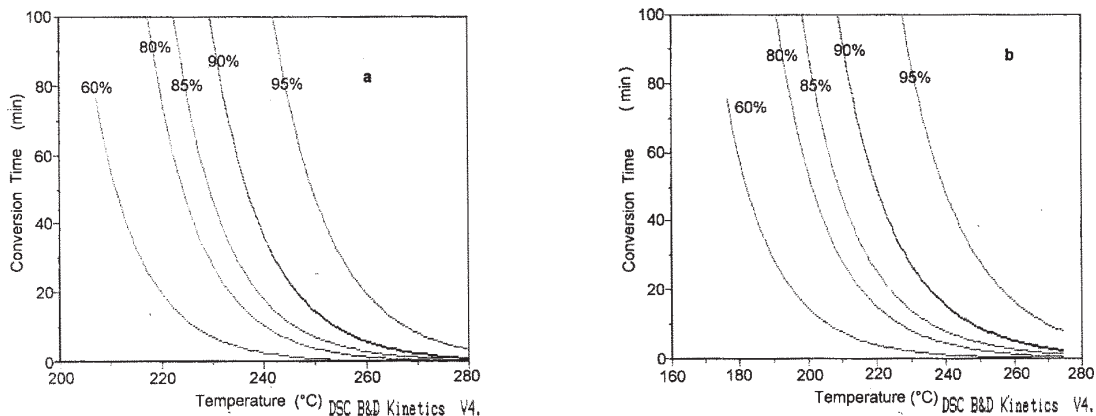 100
80
60
40
20
0
Conversion Time (min)
60%
80%
85%
90%
95%
a
200 220 240 260 280
Temperature (°C)
DSC B&D Kinetics V4.
100
80
60
40
20
0
Conversion Time (min)
60%
80%
85%
90%
95%
b
160 180 200 220 240 260 280
Temperature (°C)
DSC B&D Kinetics V4.